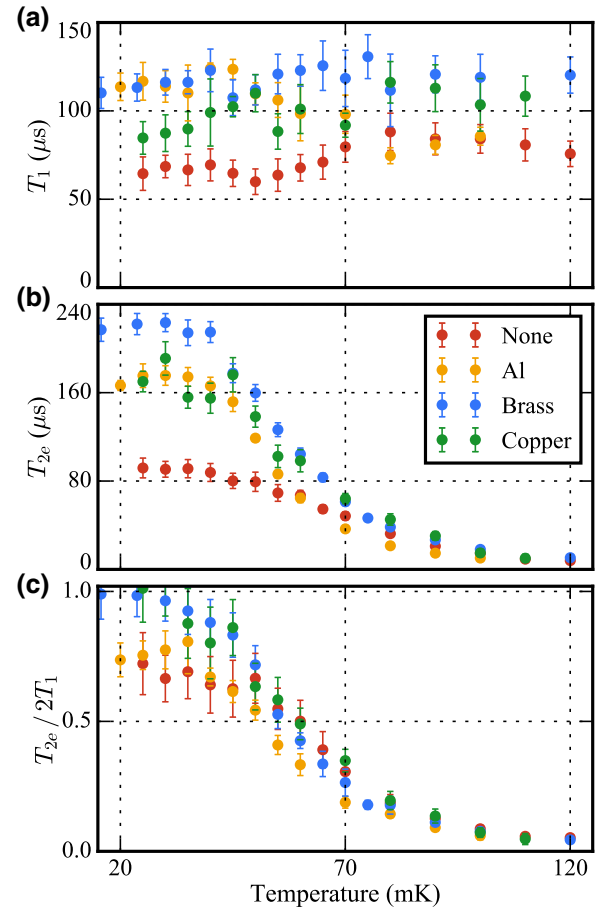 (a)
150
100
50
0
T₁ (μs)
(b)
240
160
80
0
T₂ₑ (μs)
None
Al
Brass
Copper
(c)
1.0
0.5
0.0
T₂ₑ / 2T₁
20 70 120
Temperature (mK)